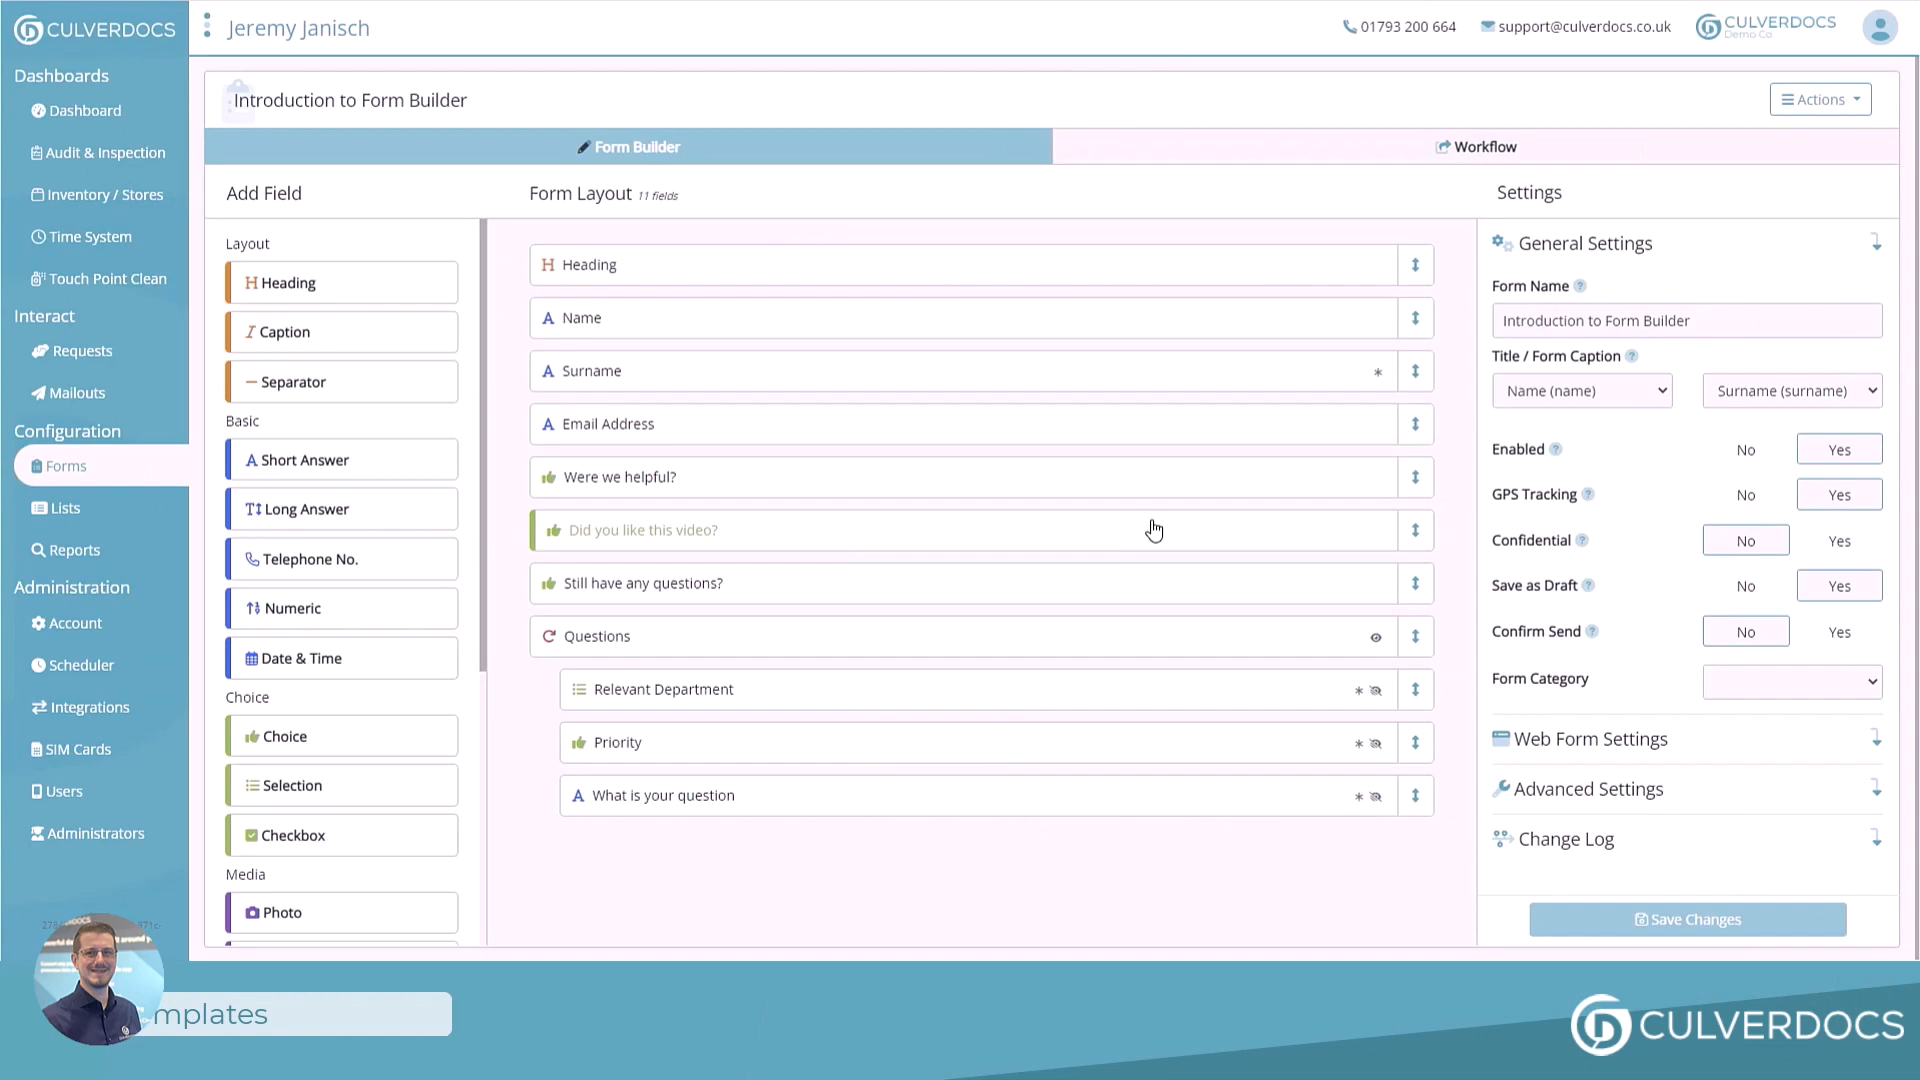 CULVERDOCS
Jeremy Janisch
01793 200 664
support@culverdocs.co.uk
CULVERDOCS
Demo Co
Dashboards
Dashboard
Audit & Inspection
Inventory / Stores
Time System
Touch Point Clean
Interact
Requests
Mailouts
Configuration
Forms
Lists
Reports
Administration
Account
Scheduler
Integrations
SIM Cards
Users
Administrators
Introduction to Form Builder
Actions
Form Builder
Workflow
Add Field
Layout
Heading
Caption
Separator
Basic
Short Answer
Long Answer
Telephone No.
Numeric
Date & Time
Choice
Choice
Selection
Checkbox
Media
Photo
Form Layout 11 fields
Heading
Name
Surname *
Email Address
Were we helpful?
Did you like this video?
Still have any questions?
Questions
Relevant Department *
Priority *
What is your question *
Settings
General Settings
Form Name ?
Introduction to Form Builder
Title / Form Caption ?
Name (name) Surname (surname)
Enabled ? No Yes
GPS Tracking ? No Yes
Confidential ? No Yes
Save as Draft ? No Yes
Confirm Send ? No Yes
Form Category
Web Form Settings
Advanced Settings
Change Log
Save Changes
mplates
CULVERDOCS